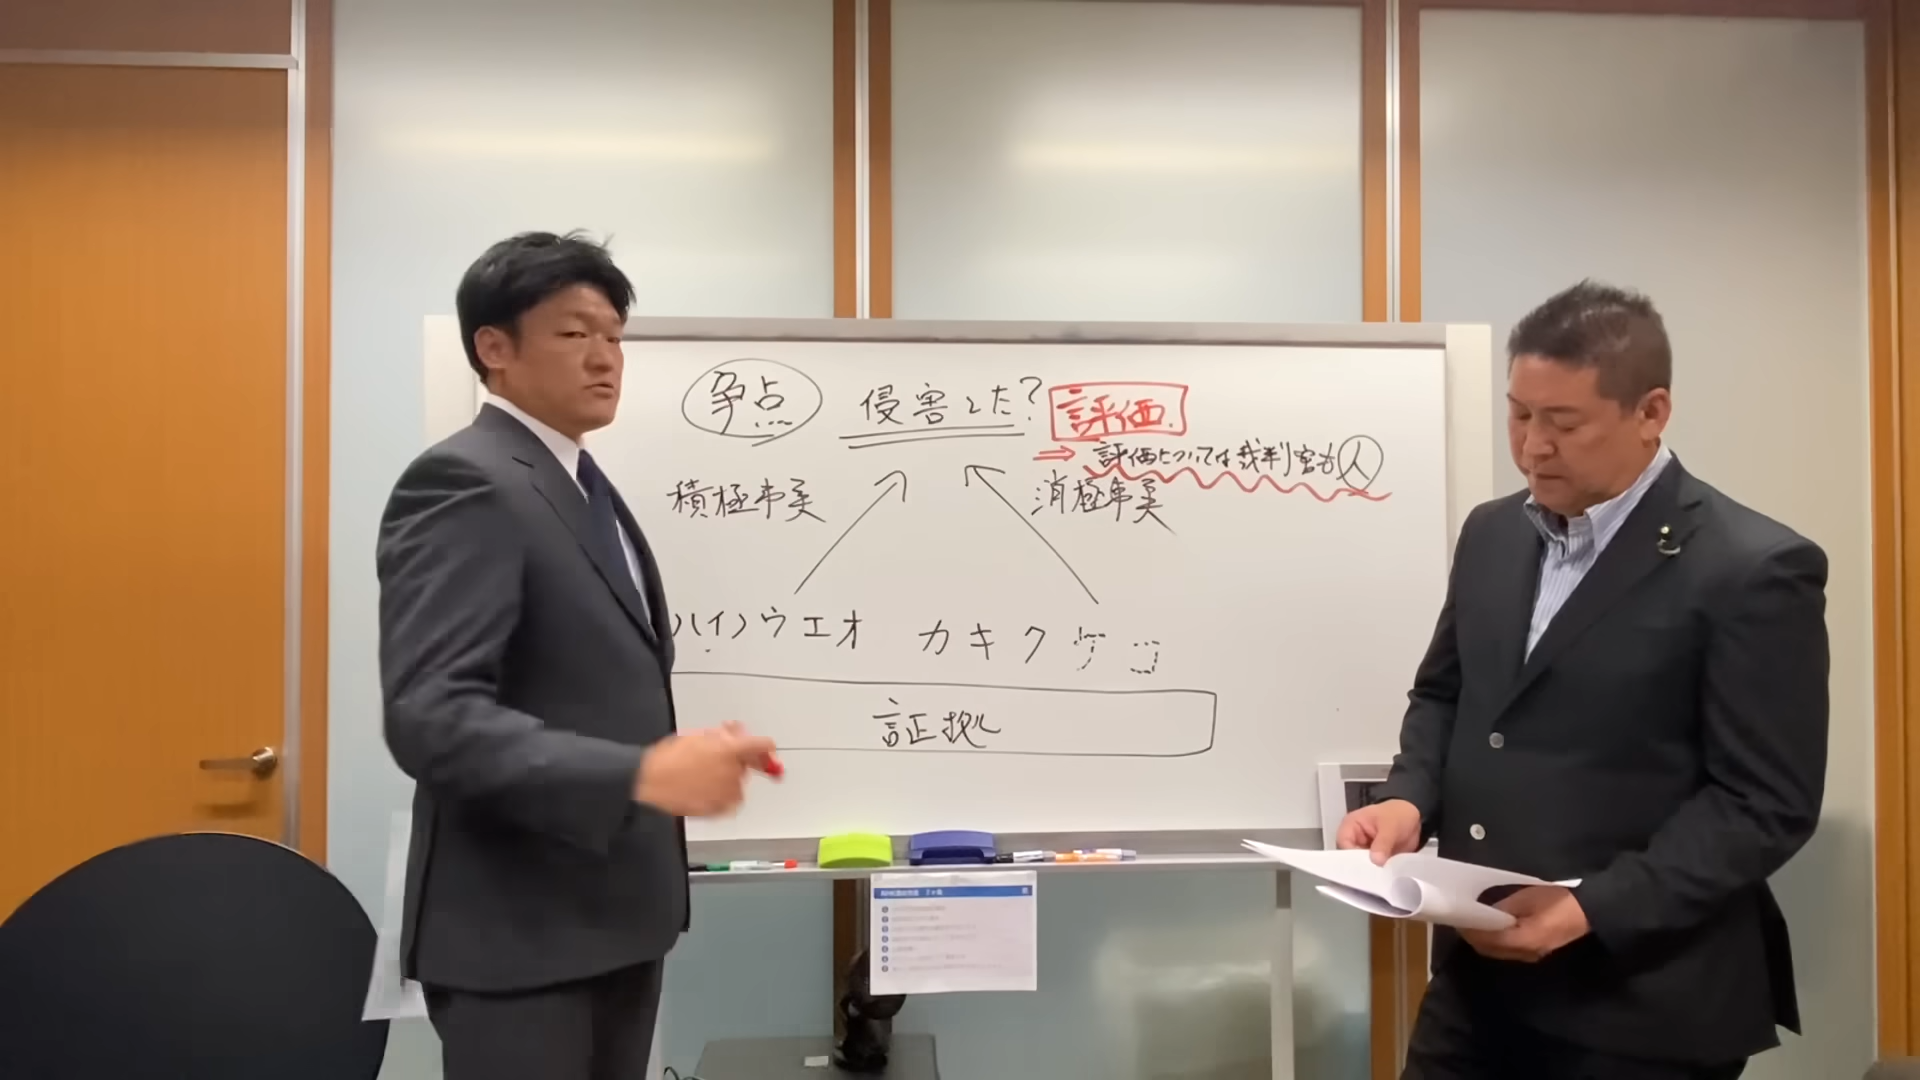 争点 侵害した? 評価
⇒ 評価については裁判官も人
積極事実 消極事実
ハイノウエオ カキクケコ
証拠